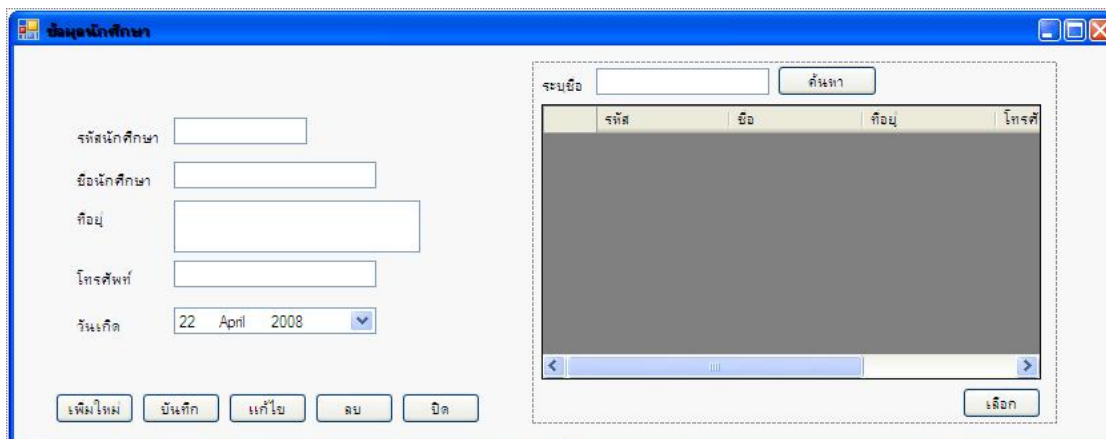 ข้อมูลนักศึกษา
รหัสนักศึกษา
ชื่อนักศึกษา
ที่อยู่
โทรศัพท์
วันเกิด
22 April 2008
เพิ่มใหม่ บันทึก แก้ไข ลบ ปิด
ระบุชื่อ
ค้นหา
รหัส ชื่อ ที่อยู่ โทรศั
เลือก